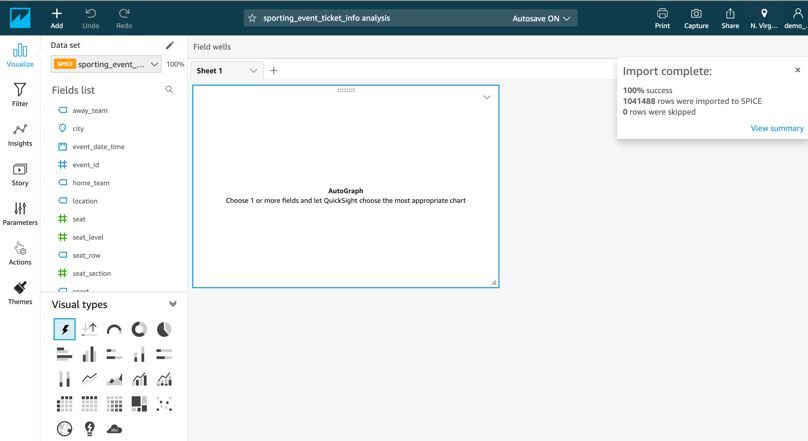 Add
Undo
Redo
sporting_event_ticket_info analysis
Autosave ON
Print
Capture
Share
N. Virg...
demo_...
Visualize
Filter
Insights
Story
Parameters
Actions
Themes
Data set
SPICE sporting_event_... 100%
Fields list
away_team
city
event_date_time
event_id
home_team
location
seat
seat_level
seat_row
seat_section
Visual types
Field wells
Sheet 1
AutoGraph
Choose 1 or more fields and let QuickSight choose the most appropriate chart
Import complete:
100% success
1041488 rows were imported to SPICE
0 rows were skipped
View summary